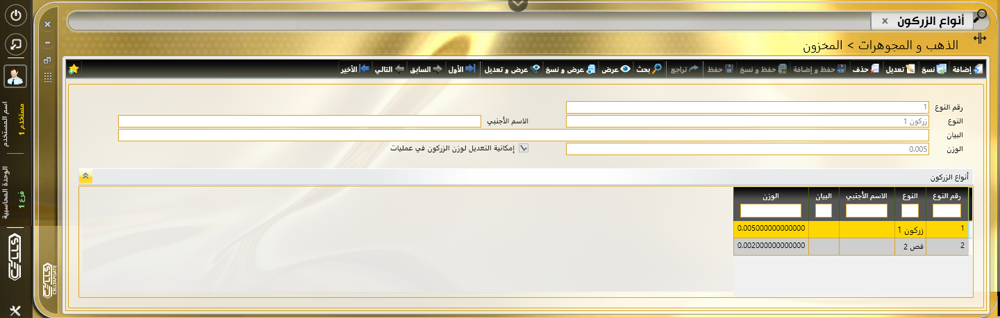 أنواع الزركون
الذهب و المجوهرات > المخزون
إضافة نسخ تعديل حذف حفظ و إضافة حفظ و نسخ حفظ تراجع بحث عرض عرض و نسخ عرض و تعديل الأول السابق التالي الأخير
رقم النوع 1
النوع زركون 1 الاسم الأجنبي
البيان
الوزن 0.005 إمكانية التعديل لوزن الزركون في عمليات
أنواع الزركون
رقم النوع النوع الاسم الأجنبي البيان الوزن
1 زركون 1 0.005000000000000
2 فص 2 0.002000000000000
اسم المستخدم مستخدم 1
الوحدة المحاسبية فرع 1
CELLS
CELLS
CELLTAPGATE